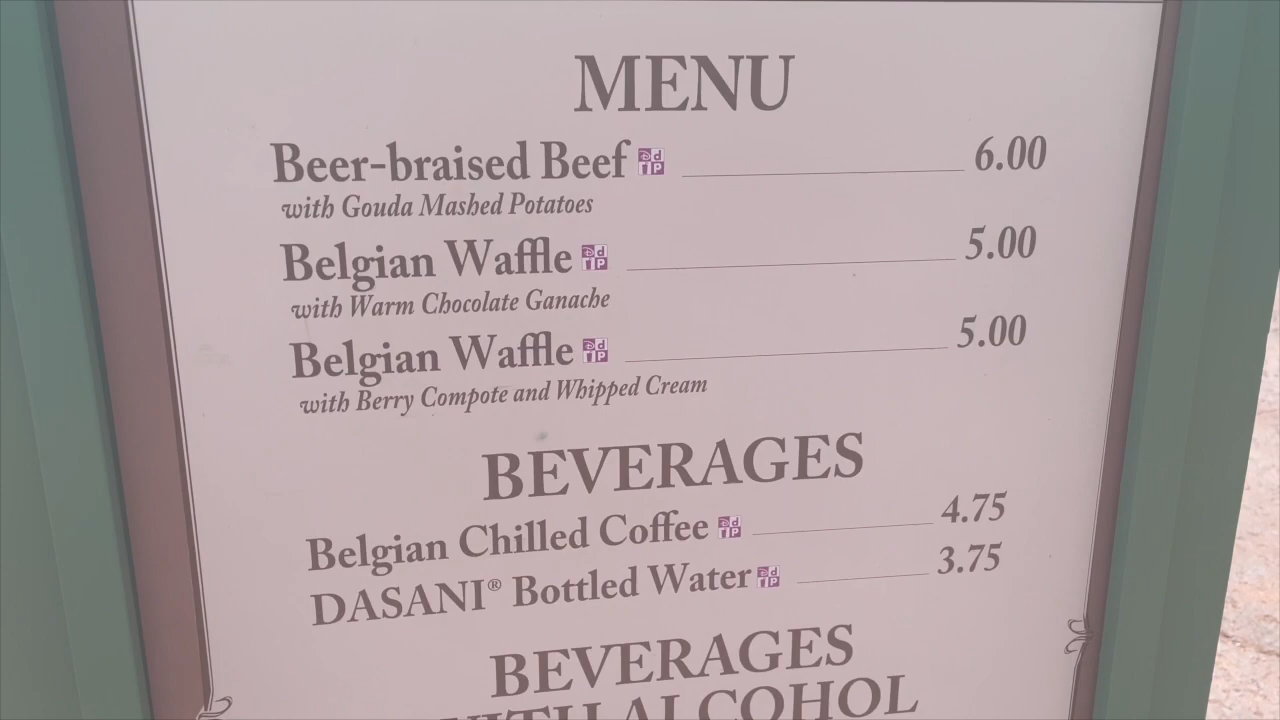 MENU
Beer-braised Beef 6.00
with Gouda Mashed Potatoes
Belgian Waffle 5.00
with Warm Chocolate Ganache
Belgian Waffle 5.00
with Berry Compote and Whipped Cream
BEVERAGES
Belgian Chilled Coffee 4.75
DASANI® Bottled Water 3.75
BEVERAGES
WITH ALCOHOL